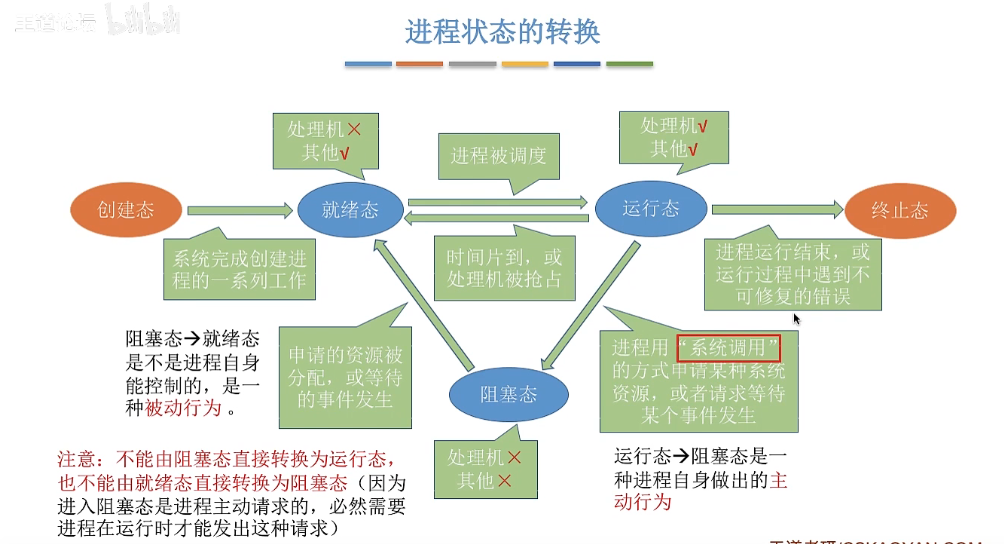 王道论坛
bilibili
进程状态的转换
处理机×
其他√
进程被调度
处理机√
其他√
创建态
就绪态
运行态
终止态
系统完成创建进
程的一系列工作
时间片到，或
处理机被抢占
进程运行结束，或
运行过程中遇到不
可修复的错误
阻塞态→就绪态
是不是进程自身
能控制的，是一
种被动行为。
申请的资源被
分配，或等待
的事件发生
进程用“系统调用”
的方式申请某种系统
资源，或者请求等待
某个事件发生
阻塞态
处理机×
其他×
运行态→阻塞态是一
种进程自身做出的主
动行为
注意：不能由阻塞态直接转换为运行态，
也不能由就绪态直接转换为阻塞态（因为
进入阻塞态是进程主动请求的，必然需要
进程在运行时才能发出这种请求）